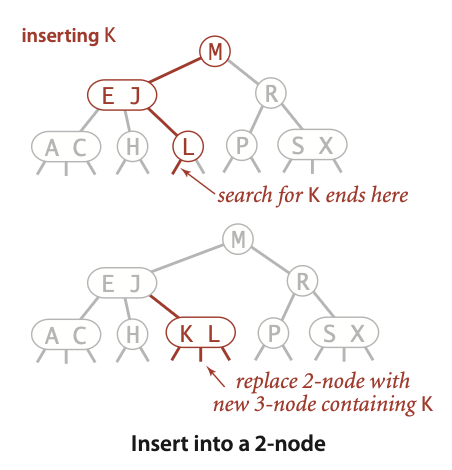 inserting K
M
E J
R
A C
H
L
P
S X
search for K ends here
M
E J
R
A C
H
K L
P
S X
replace 2-node with
new 3-node containing K
Insert into a 2-node